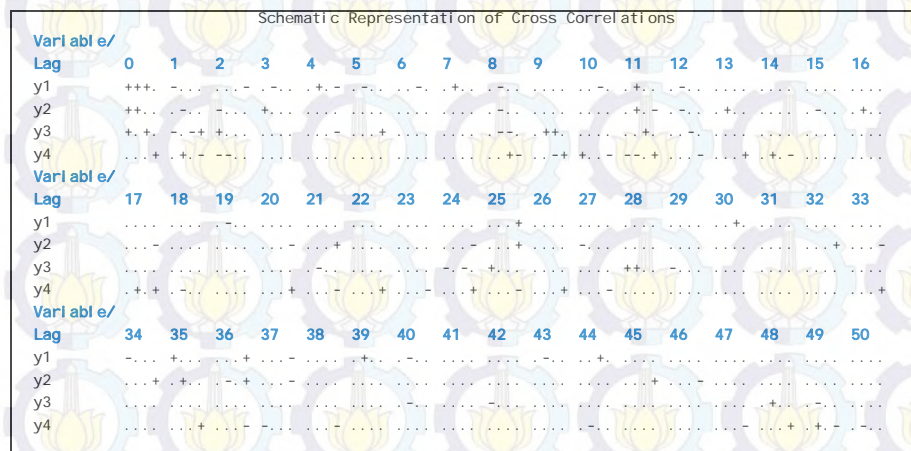 Schematic Representation of Cross Correlations
Variable/
Lag 0 1 2 3 4 5 6 7 8 9 10 11 12 13 14 15 16
y1 +++. -... ...- .-.. .+.- .-.. ..-. .+.. .-.. .... ..-. .+.. .-.. .... .... .... ....
y2 ++.. .-.. -... +... .... .... .... .... .-.. .... .... .+.- .-.. .+.. .... .-.. .+..
y3 +.+. -.-+ +... .... ...- ...+ .... .... .--. .++. .... ..+. ..-. .... .... .... ....
y4 ...+ .+.- --.. .... .... .... .... .... ..+- ..-+ +..- --.+ ...- ...+ .+.- .... ....
Variable/
Lag 17 18 19 20 21 22 23 24 25 26 27 28 29 30 31 32 33
y1 .... .... .-.. .... .... .... .... .... ...+ .... .... .... .... ..+. .... .... ....
y2 ...- .... .... ...- ...+ .... .... ...- ...+ .... -... .... .... .... .... ...+ ...-
y3 .... .... .... .... .-.. .... .... -.-. +... .... .... ++.. -... .... .... .... ....
y4 .+.+ .-.. .... ...+ ...- ...+ ...- ...+ ...- ...+ ...- .... .... .... .... .... ...+
Variable/
Lag 34 35 36 37 38 39 40 41 42 43 44 45 46 47 48 49 50
y1 -... +... ...+ ...- .... .+.. .-.. .... .... .-.. ..+. .... .... .... .... .... ....
y2 ...+ .+.. .-.+ ...- .... .... .... .... .... .... .... ...+ ...- .... .... .... ....
y3 .... .... .... .... .... .... .-.. .... -... .... .... .... .... .... .+.. .-.. ....
y4 .... ...+ ...- -... ...- .... .... .... .... .... .-.. .... .... ...- ...+ .+.- .-..